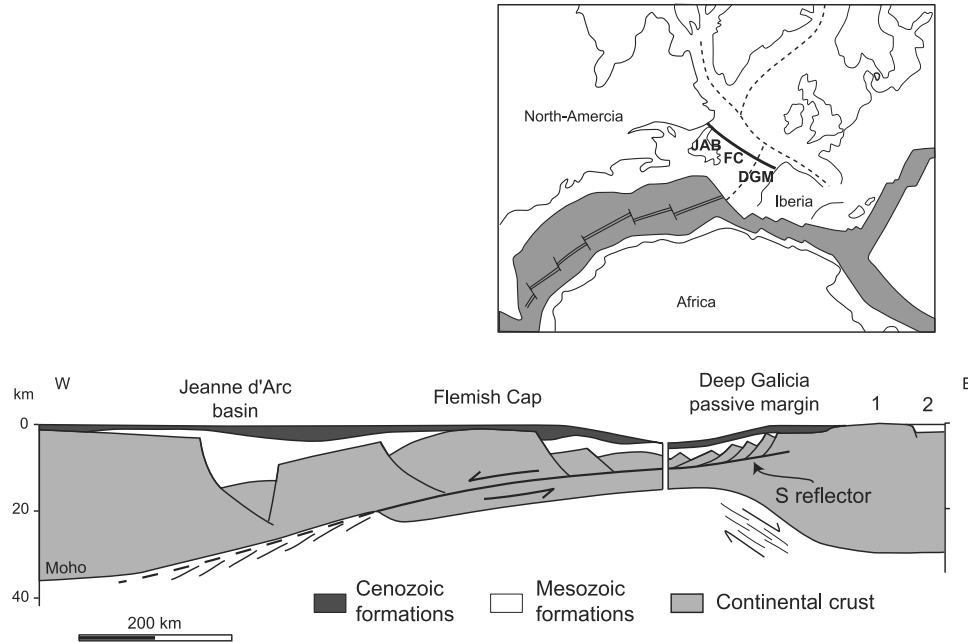 North-Amercia
JAB
FC
DGM
Iberia
Africa
W
E
km
Jeanne d'Arc
basin
Flemish Cap
Deep Galicia
passive margin
1
2
0
20
40
S reflector
Moho
Cenozoic
formations
Mesozoic
formations
Continental crust
200 km